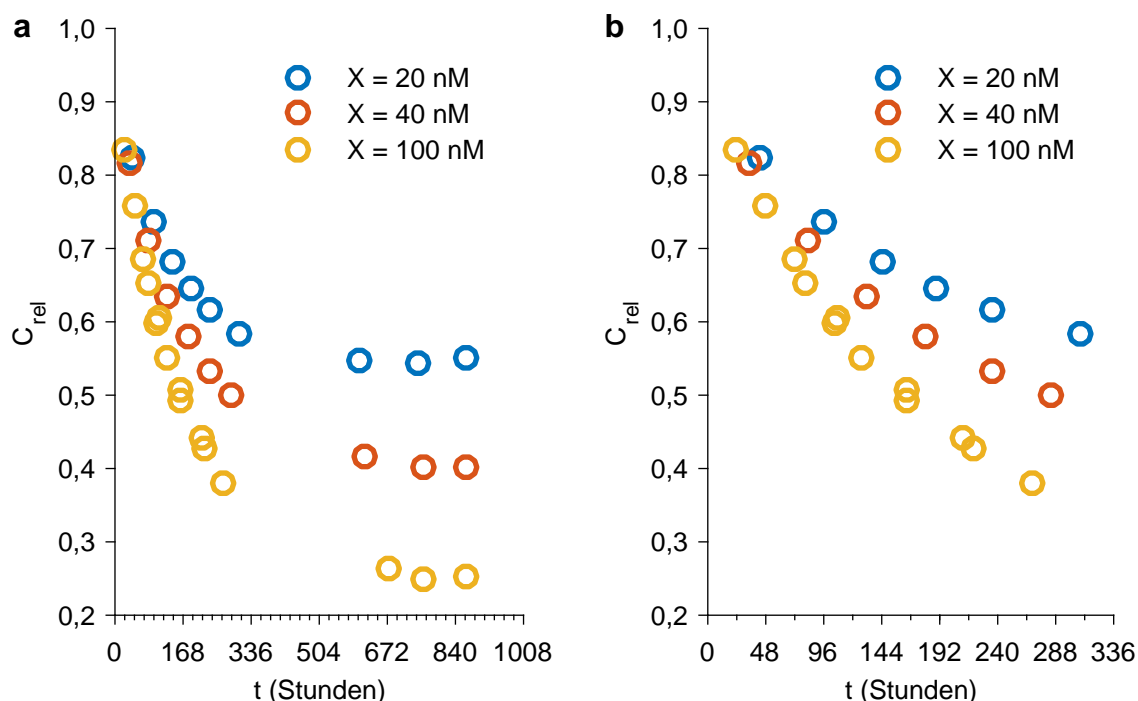 a
1,0
0,9
0,8
0,7
0,6
0,5
0,4
0,3
0,2
C_rel
X = 20 nM
X = 40 nM
X = 100 nM
0 168 336 504 672 840 1008
t (Stunden)
b
1,0
0,9
0,8
0,7
0,6
0,5
0,4
0,3
0,2
C_rel
X = 20 nM
X = 40 nM
X = 100 nM
0 48 96 144 192 240 288 336
t (Stunden)